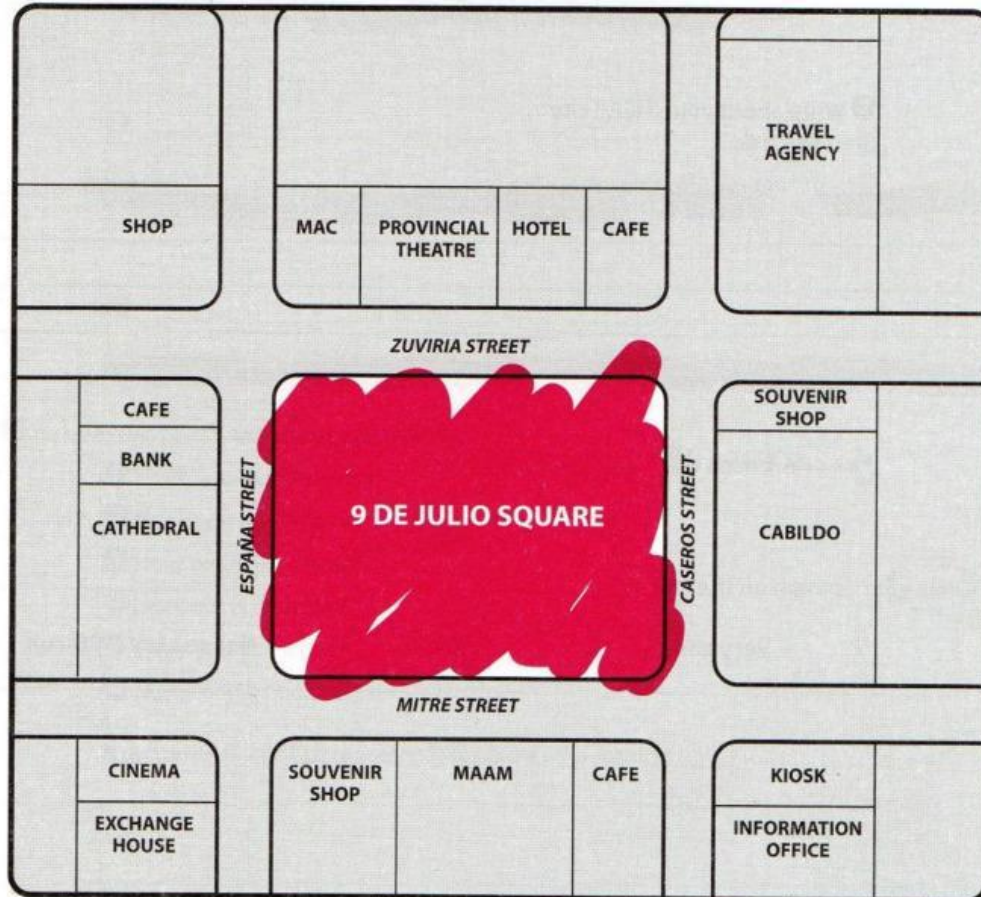 TRAVEL
AGENCY
SHOP
MAC
PROVINCIAL
THEATRE
HOTEL
CAFE
ZUVIRIA STREET
CAFE
BANK
CATHEDRAL
ESPAÑA STREET
9 DE JULIO SQUARE
CASEROS STREET
SOUVENIR
SHOP
CABILDO
MITRE STREET
CINEMA
EXCHANGE
HOUSE
SOUVENIR
SHOP
MAAM
CAFE
KIOSK
INFORMATION
OFFICE